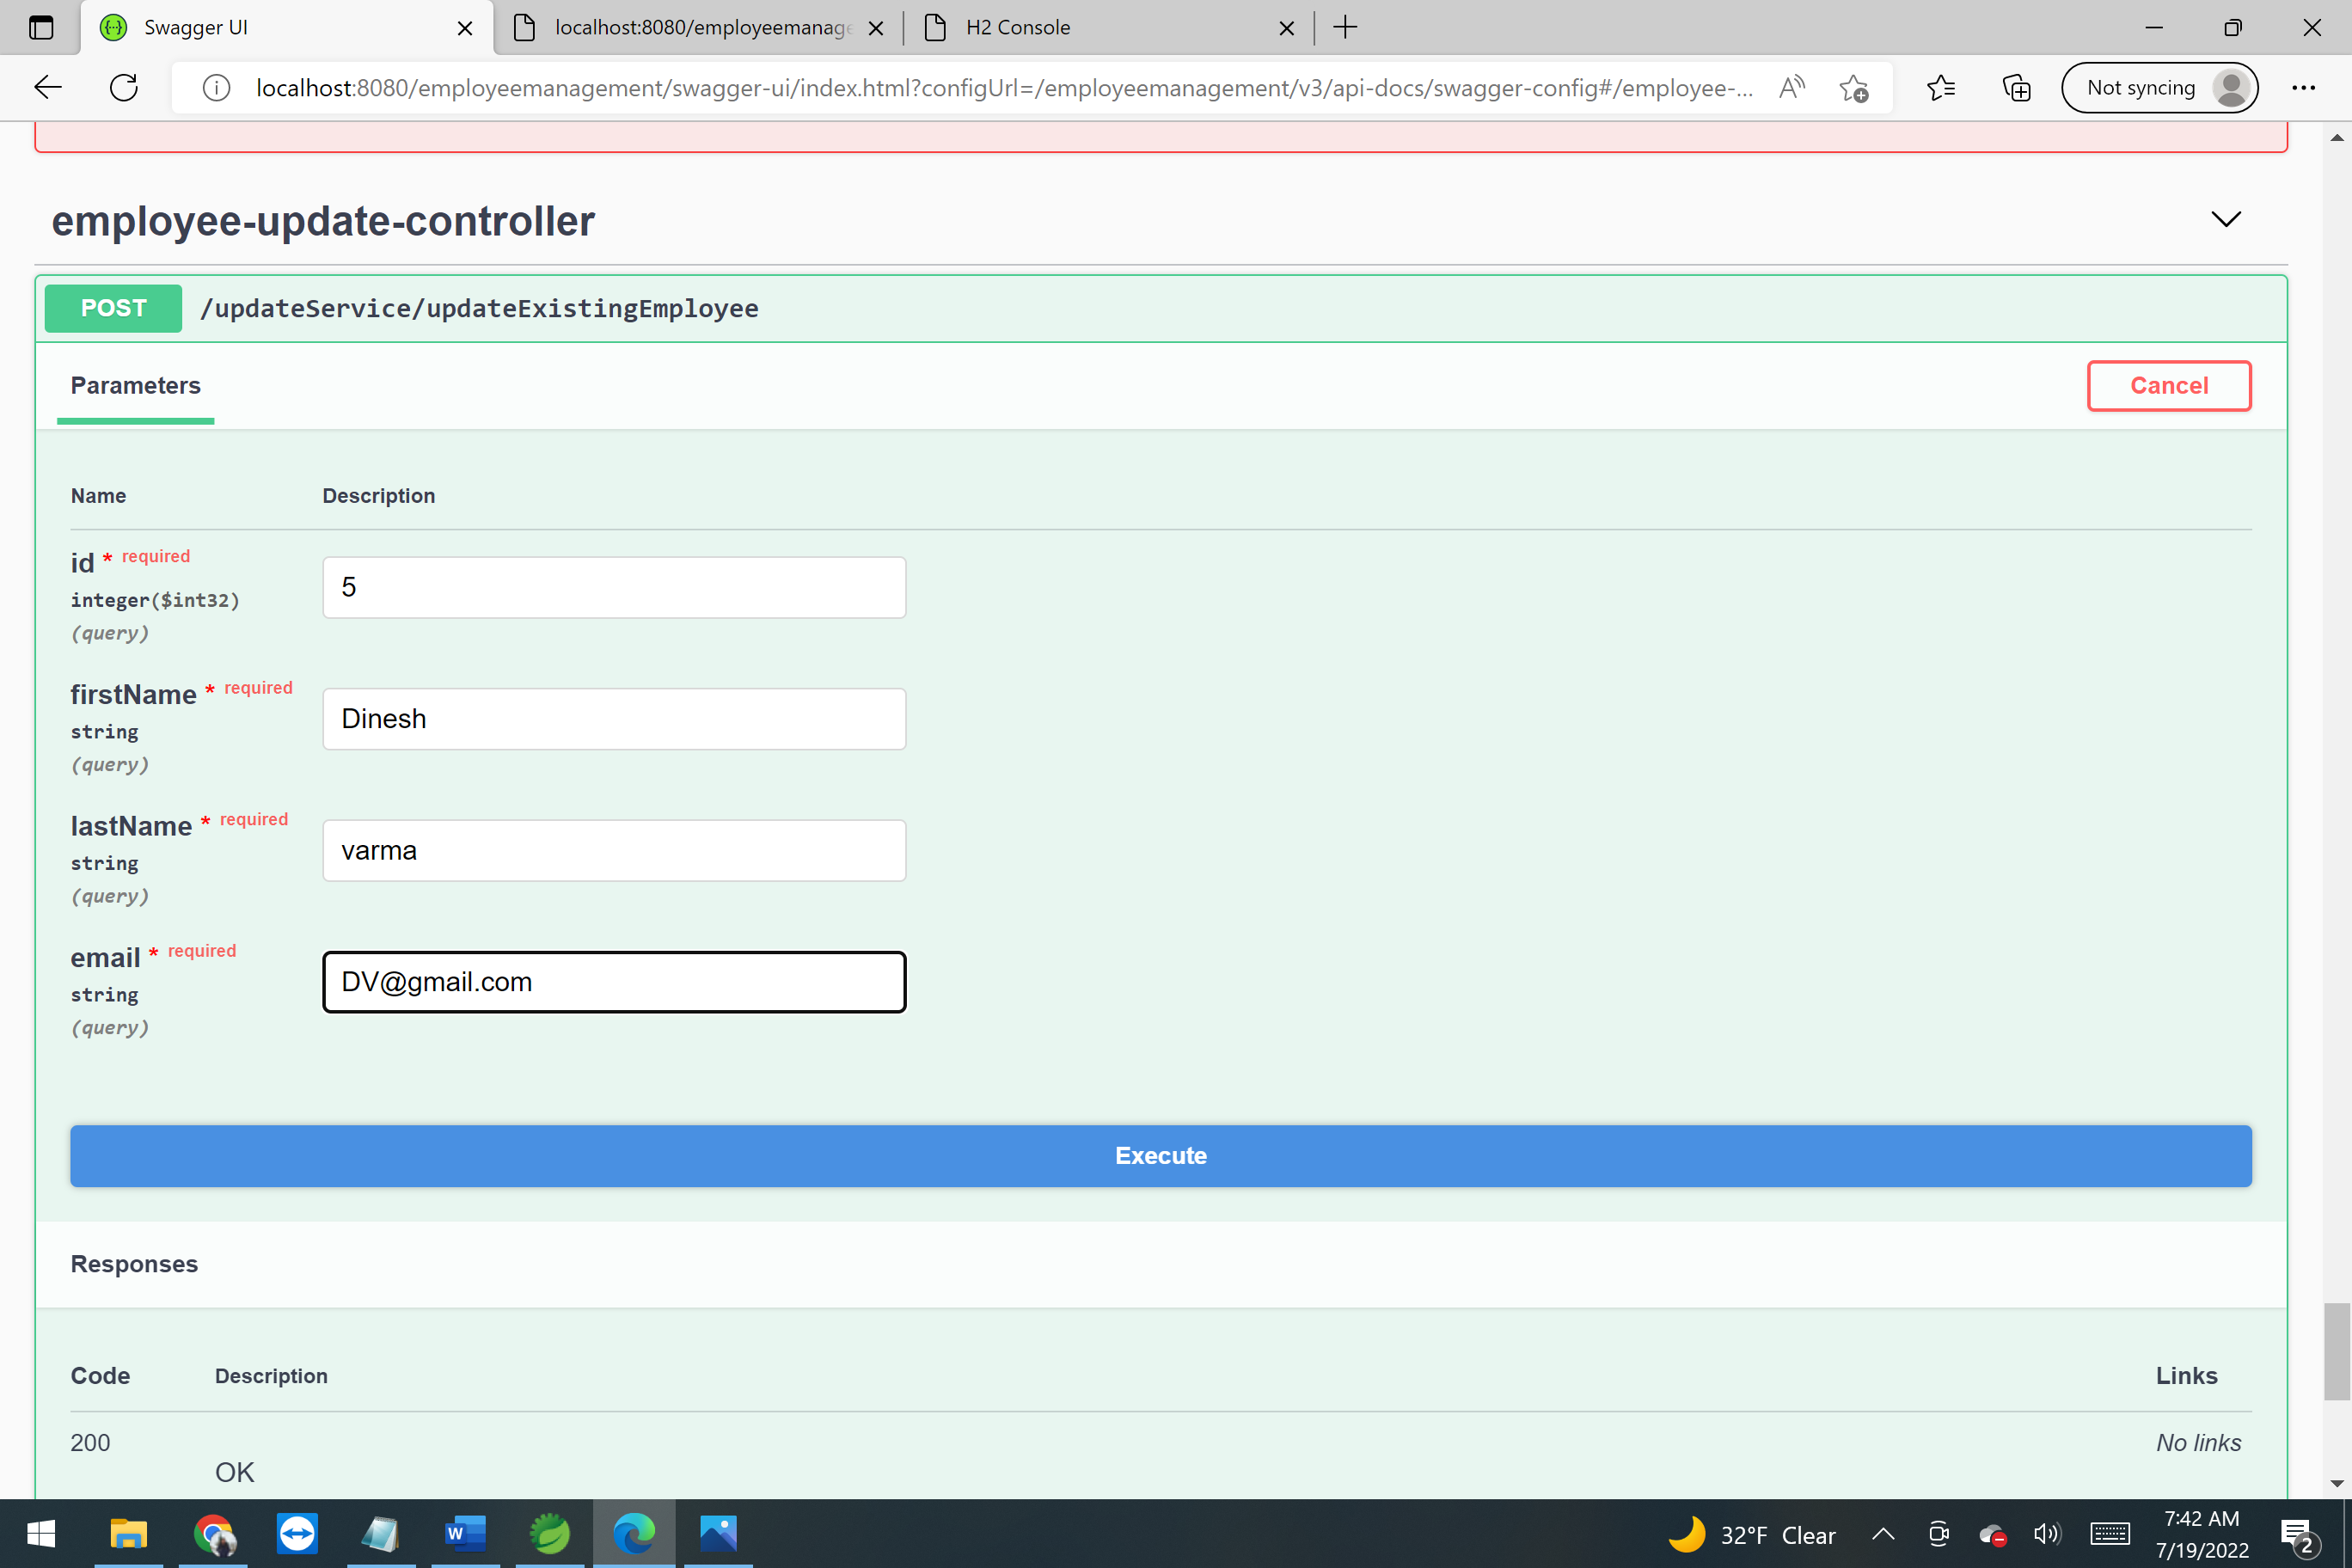 Swagger UI
localhost:8080/employeemanage
H2 Console
localhost:8080/employeemanagement/swagger-ui/index.html?configUrl=/employeemanagement/v3/api-docs/swagger-config#/employee-...
Not syncing
employee-update-controller
POST /updateService/updateExistingEmployee
Parameters
Cancel
Name Description
id * required
integer($int32)
(query)
5
firstName * required
string
(query)
Dinesh
lastName * required
string
(query)
varma
email * required
string
(query)
DV@gmail.com
Execute
Responses
Code Description Links
200
OK
No links
32°F Clear
7:42 AM
7/19/2022
2